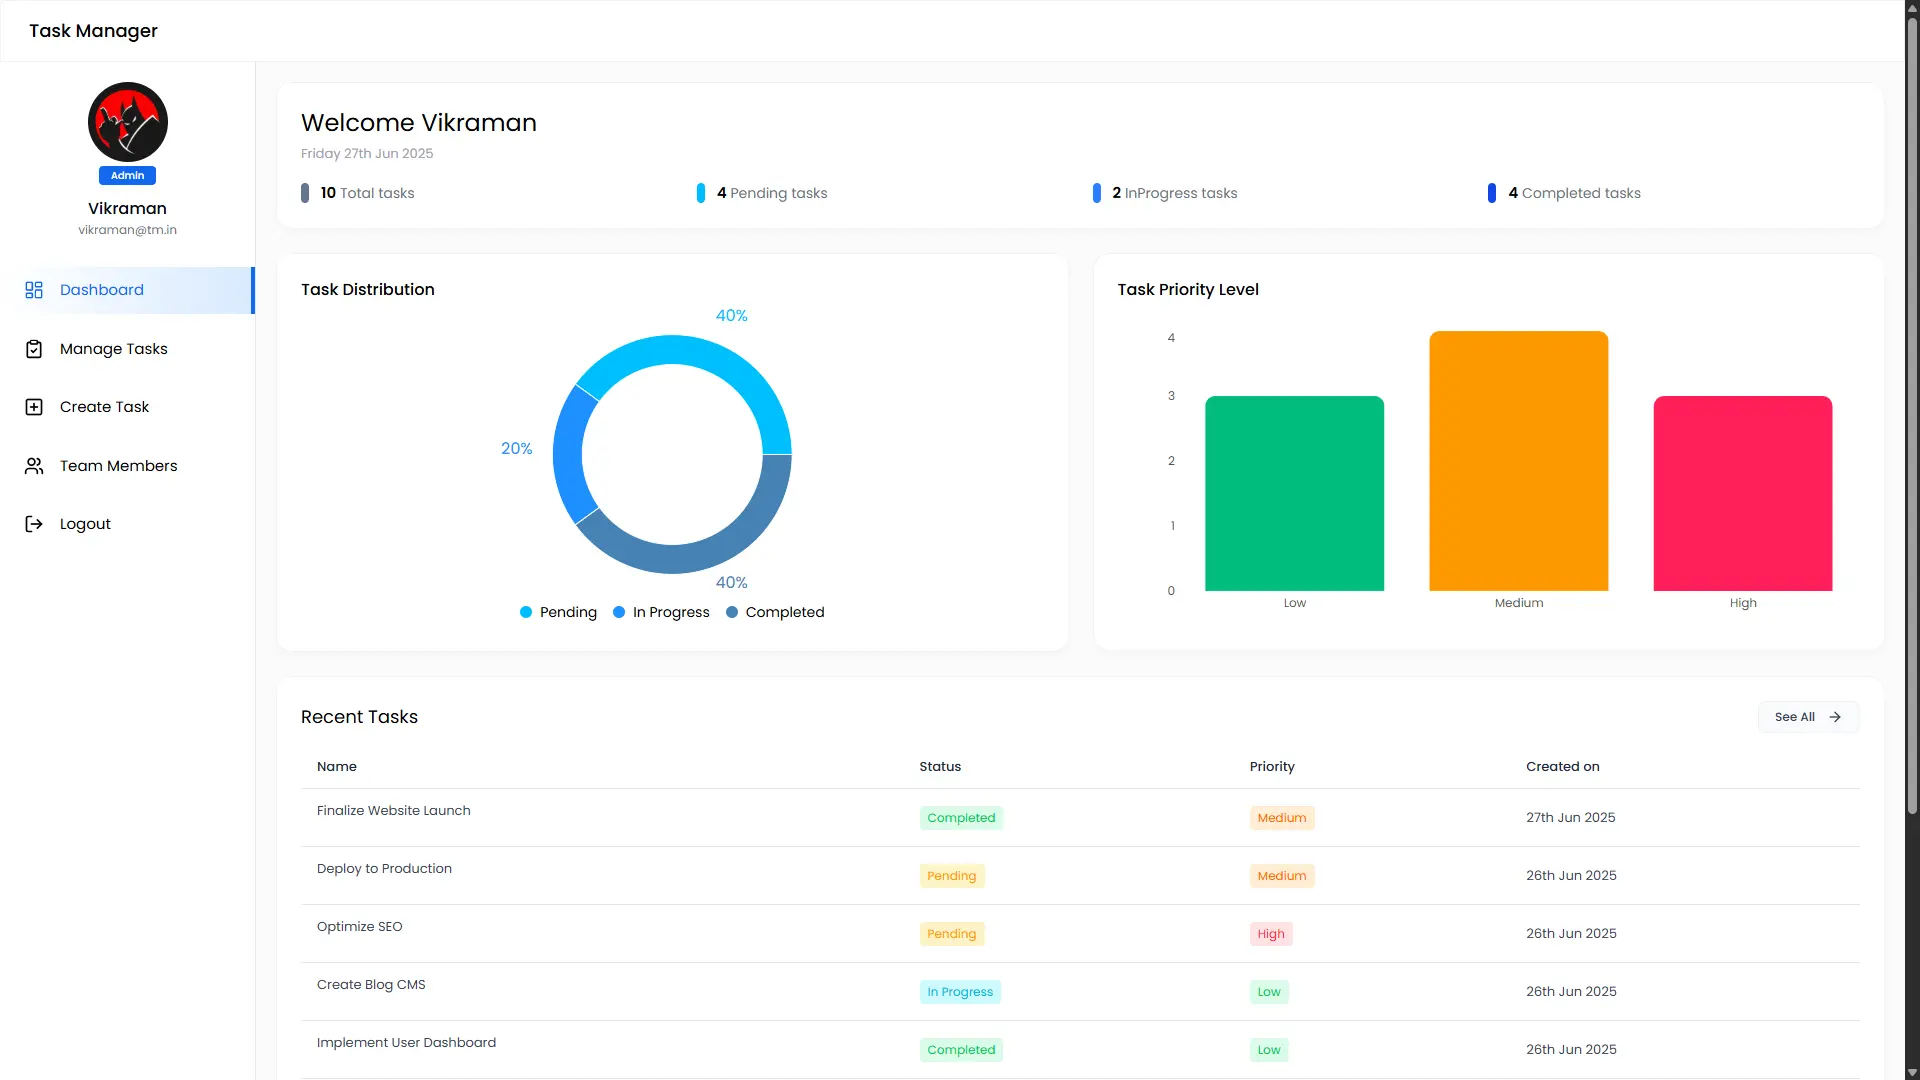 Task Manager
Admin
Vikraman
vikraman@tm.in
Dashboard
Manage Tasks
Create Task
Team Members
Logout
Welcome Vikraman
Friday 27th Jun 2025
10 Total tasks
4 Pending tasks
2 InProgress tasks
4 Completed tasks
Task Distribution
40%
20%
40%
Pending In Progress Completed
Task Priority Level
4
3
2
1
0
Low Medium High
Recent Tasks
See All
Name Status Priority Created on
Finalize Website Launch Completed Medium 27th Jun 2025
Deploy to Production Pending Medium 26th Jun 2025
Optimize SEO Pending High 26th Jun 2025
Create Blog CMS In Progress Low 26th Jun 2025
Implement User Dashboard Completed Low 26th Jun 2025